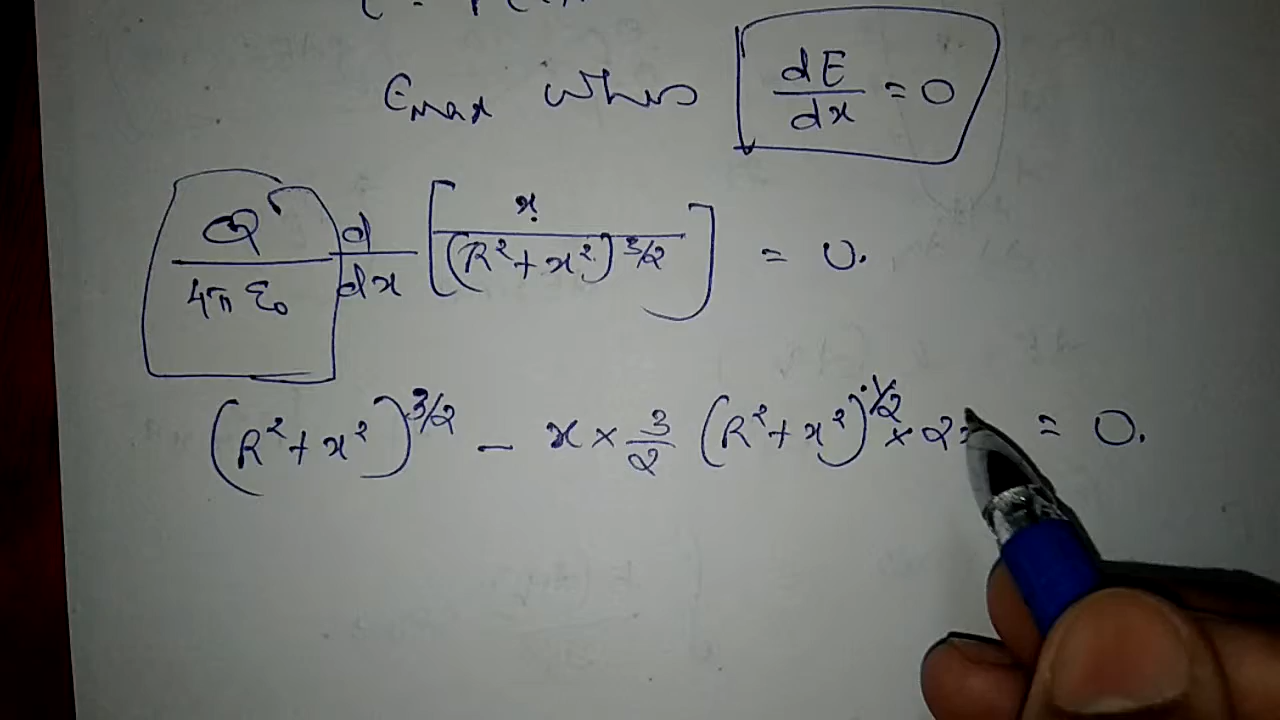 Emax when dE/dx = 0
Q/4πε₀ d/dx [x/(R²+x²)^3/2] = 0.
(R²+x²)^3/2 - x × 3/2 (R²+x²)^1/2 × 2x = 0.